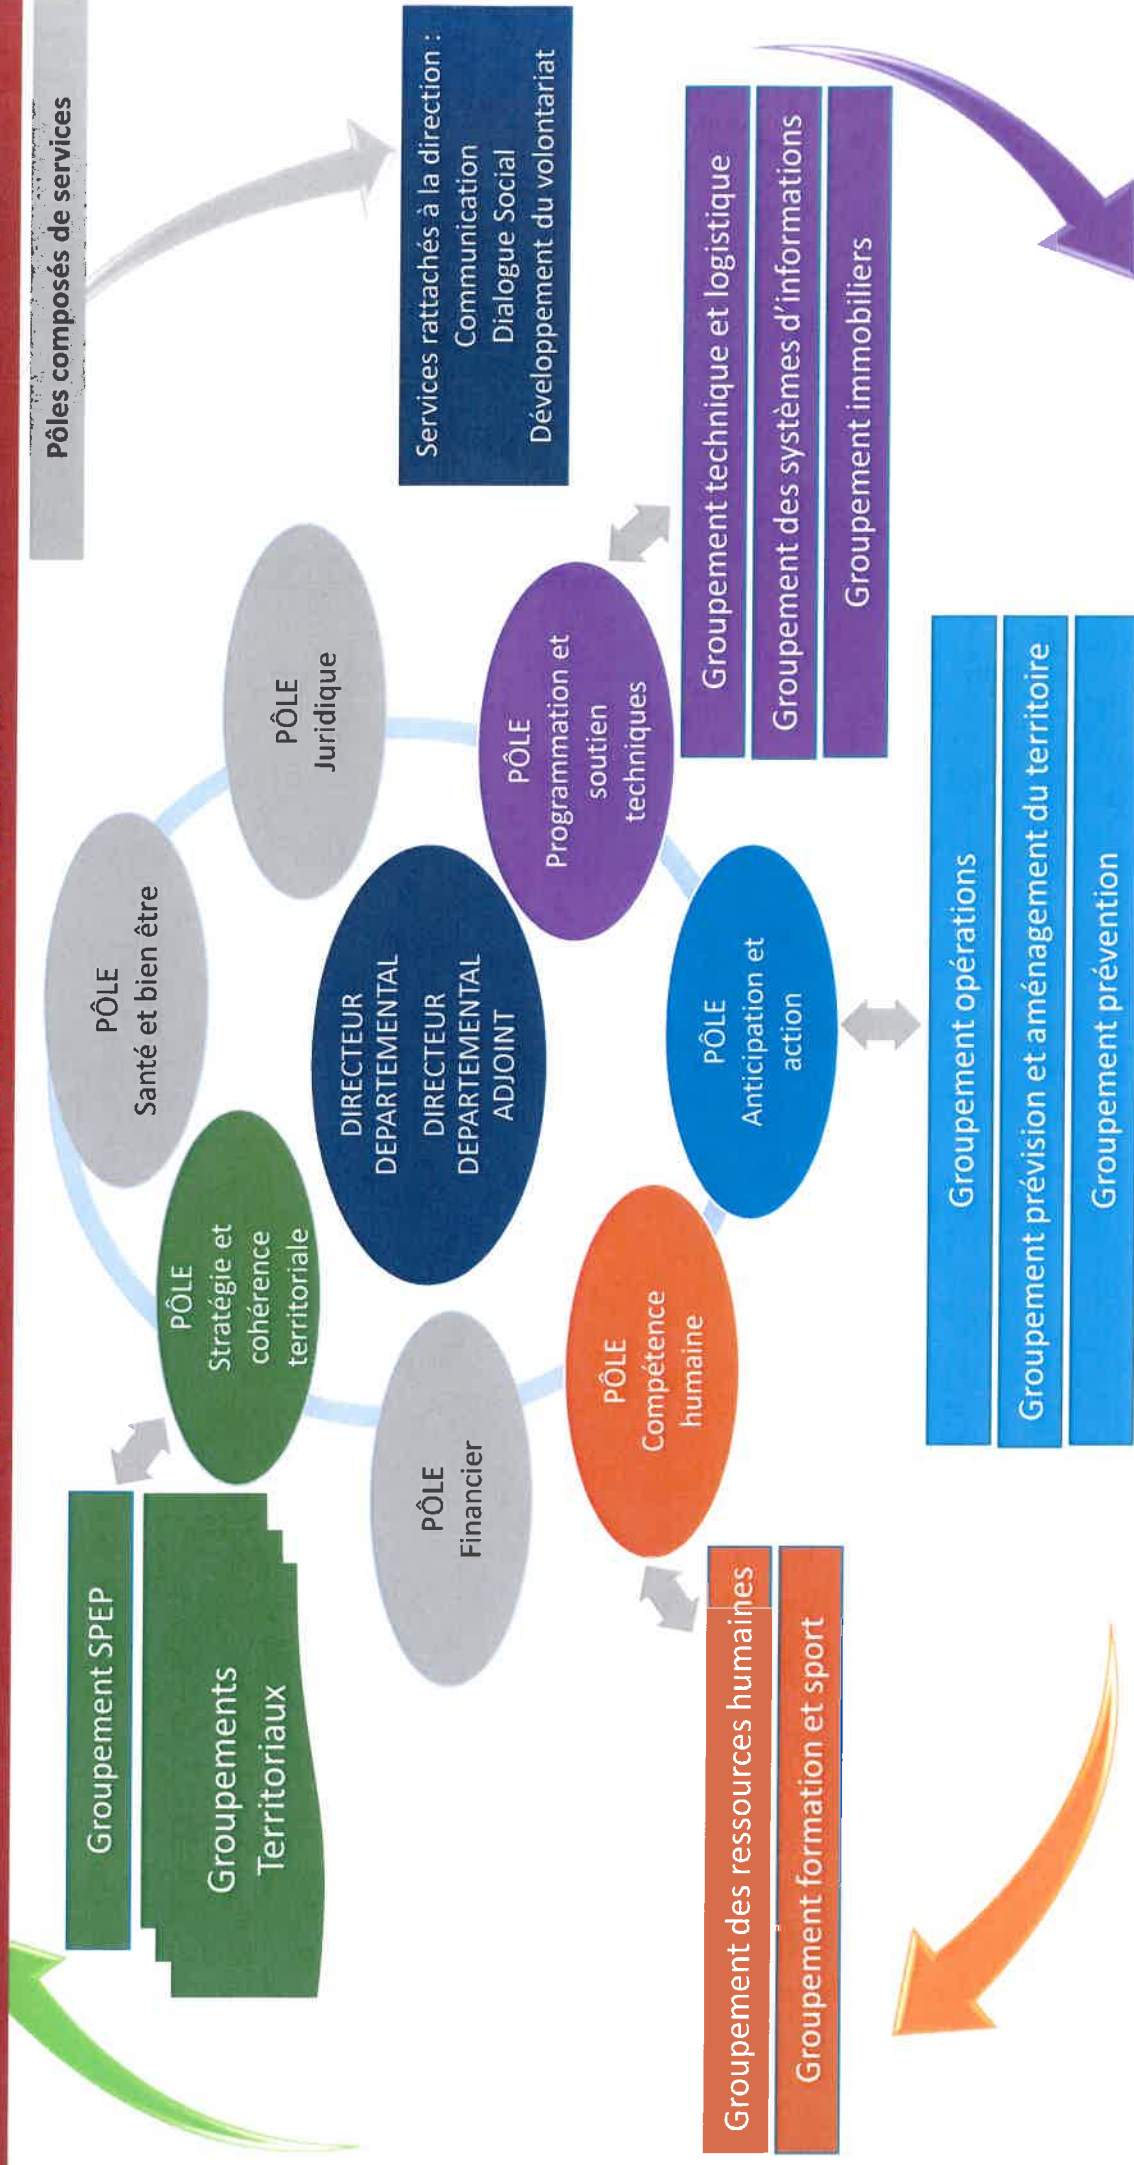 Pôles composés de services
Groupement SPEP
Groupements
Territoriaux
PÔLE
Stratégie et
cohérence
territoriale
PÔLE
Santé et bien être
PÔLE
Juridique
Services rattachés à la direction :
Communication
Dialogue Social
Développement du volontariat
DIRECTEUR
DEPARTEMENTAL
DIRECTEUR
DEPARTEMENTAL
ADJOINT
PÔLE
Financier
PÔLE
Programmation et
soutien
techniques
PÔLE
Compétence
humaine
PÔLE
Anticipation et
action
Groupement des ressources humaines
Groupement formation et sport
Groupement technique et logistique
Groupement des systèmes d'informations
Groupement immobiliers
Groupement opérations
Groupement prévision et aménagement du territoire
Groupement prévention